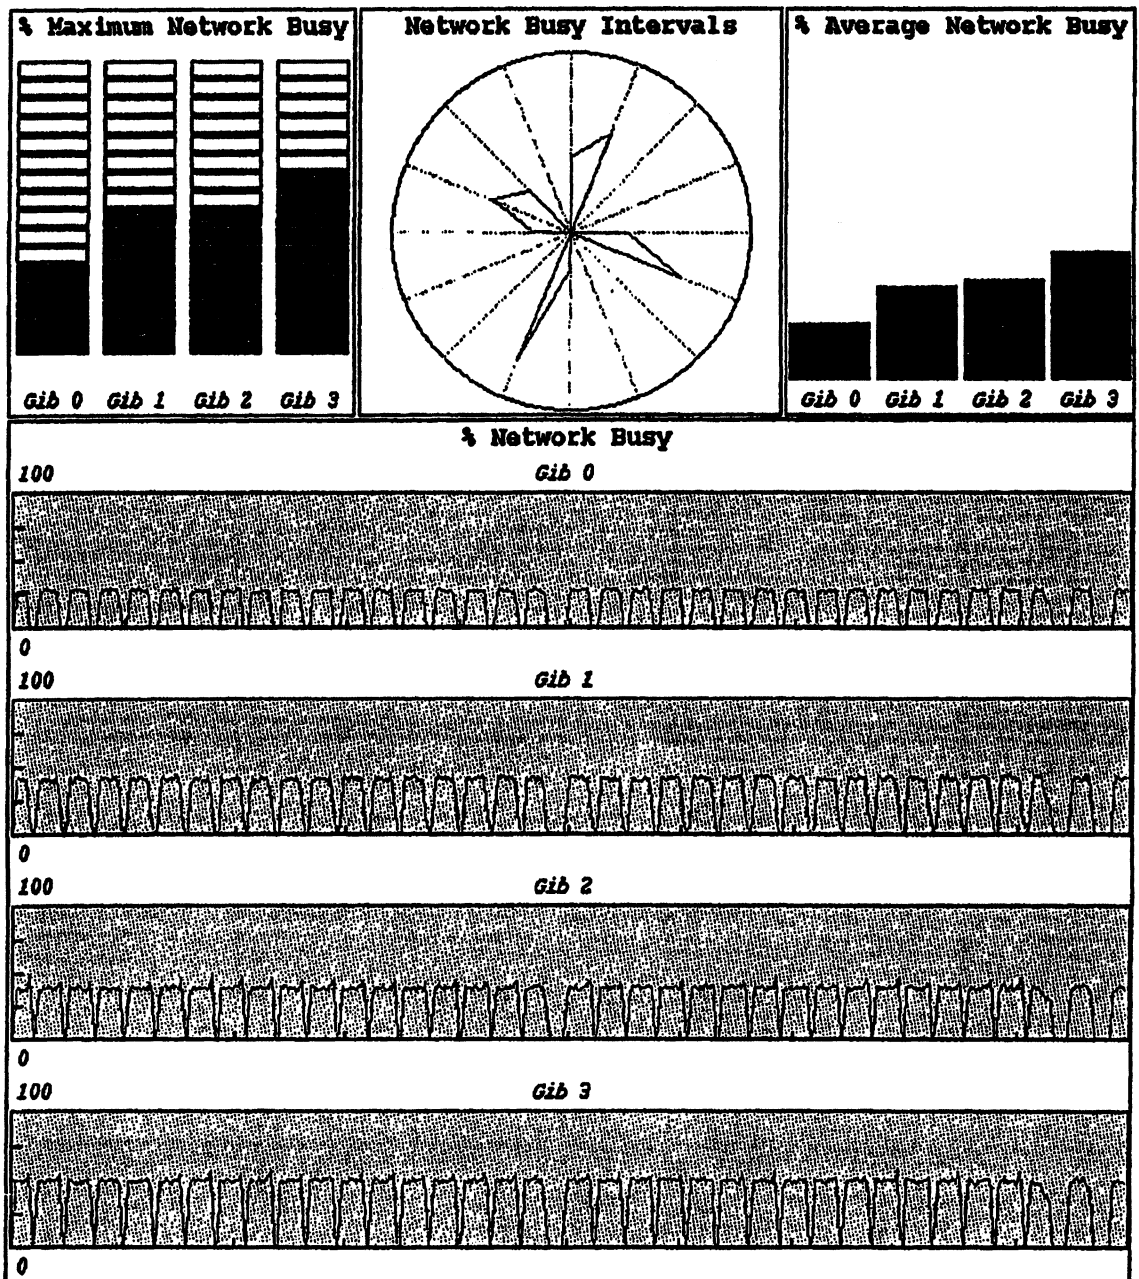 % Maximum Network Busy
Gib 0 Gib 1 Gib 2 Gib 3
Network Busy Intervals
% Average Network Busy
Gib 0 Gib 1 Gib 2 Gib 3
% Network Busy
100 Gib 0
0
100 Gib 1
0
100 Gib 2
0
100 Gib 3
0